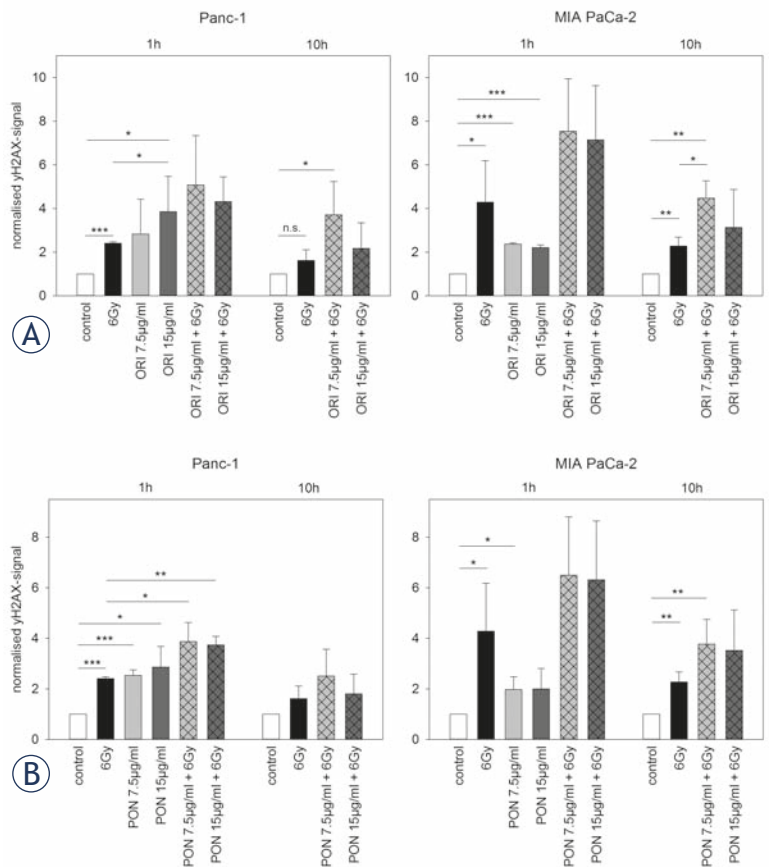 Panc-1
1h
10h
normalised yH2AX-signal
10
8
6
4
2
0
*
*
***
*
n.s.
control
6Gy
ORI 7.5µg/ml
ORI 15µg/ml
ORI 7.5µg/ml + 6Gy
ORI 15µg/ml + 6Gy
control
6Gy
ORI 7.5µg/ml + 6Gy
ORI 15µg/ml + 6Gy
MIA PaCa-2
1h
10h
10
8
6
4
2
0
***
***
*
**
*
**
control
6Gy
ORI 7.5µg/ml
ORI 15µg/ml
ORI 7.5µg/ml + 6Gy
ORI 15µg/ml + 6Gy
control
6Gy
ORI 7.5µg/ml + 6Gy
ORI 15µg/ml + 6Gy
A
Panc-1
1h
10h
normalised yH2AX-signal
8
6
4
2
0
**
*
*
***
***
control
6Gy
PON 7.5µg/ml
PON 15µg/ml
PON 7.5µg/ml + 6Gy
PON 15µg/ml + 6Gy
control
6Gy
PON 7.5µg/ml + 6Gy
PON 15µg/ml + 6Gy
MIA PaCa-2
1h
10h
8
6
4
2
0
*
*
**
**
control
6Gy
PON 7.5µg/ml
PON 15µg/ml
PON 7.5µg/ml + 6Gy
PON 15µg/ml + 6Gy
control
6Gy
PON 7.5µg/ml + 6Gy
PON 15µg/ml + 6Gy
B